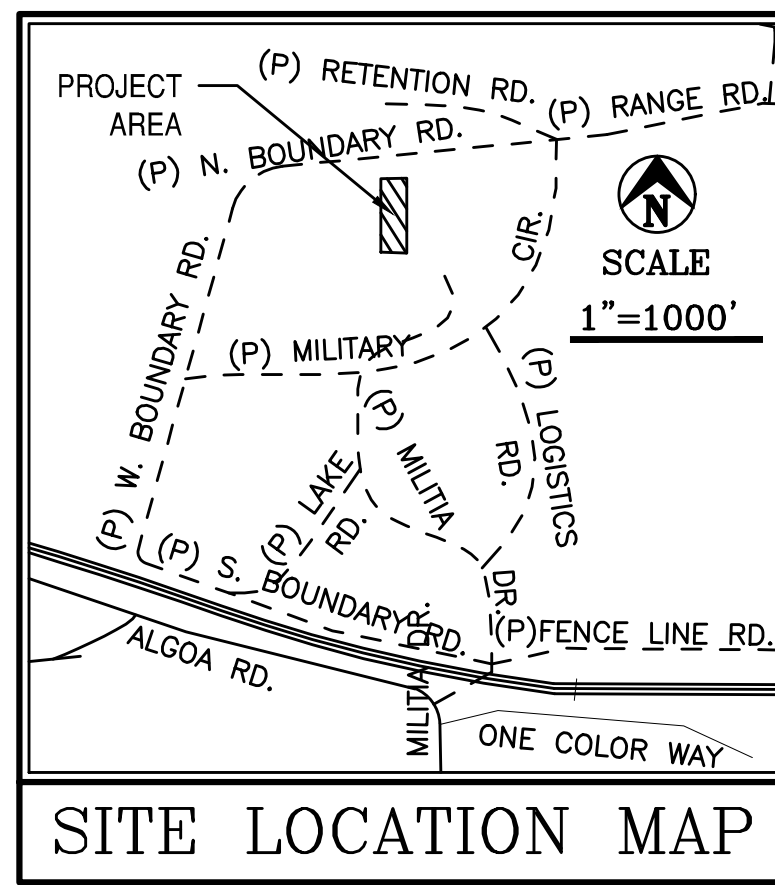 PROJECT
AREA
(P) RETENTION RD.
(P) RANGE RD.
(P) N. BOUNDARY RD.
N
SCALE
1"=1000'
CIR.
(P) W. BOUNDARY RD.
(P) MILITARY
(P) LOGISTICS
RD.
(P) MILITIA
DR.
(P) LAKE
RD.
(P) S. BOUNDARY RD.
(P)FENCE LINE RD.
ALGOA RD.
MILITIA DR.
ONE COLOR WAY
SITE LOCATION MAP